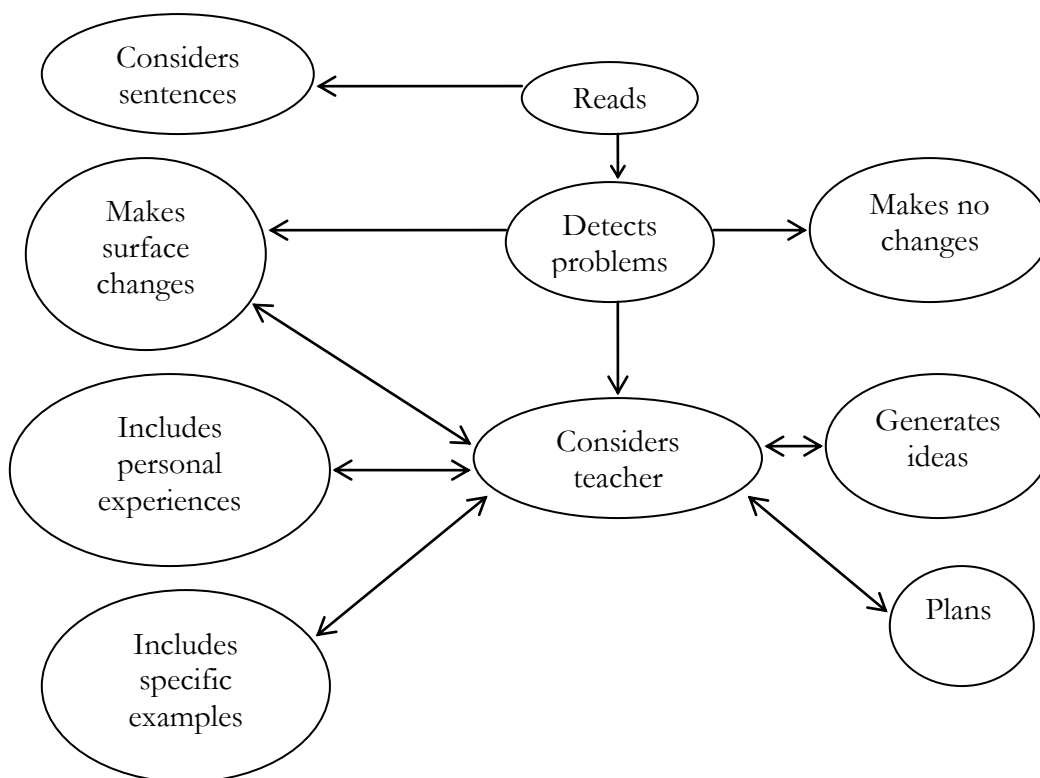 Considers
sentences
Reads
Makes
surface
changes
Detects
problems
Makes no
changes
Includes
personal
experiences
Considers
teacher
Generates
ideas
Includes
specific
examples
Plans